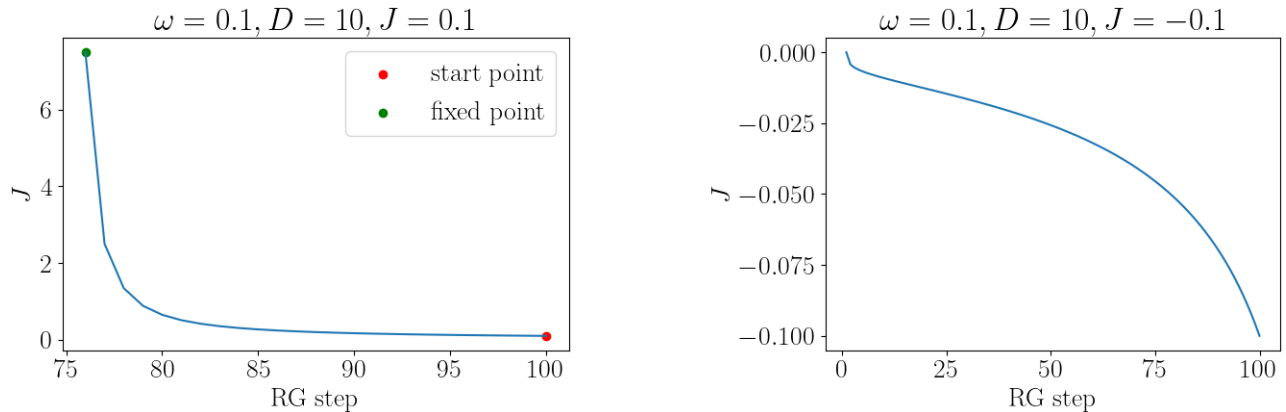 ω = 0.1, D = 10, J = 0.1
6
4
2
0
J
75
80
85
90
95
100
RG step
start point
fixed point
ω = 0.1, D = 10, J = −0.1
0.000
−0.025
−0.050
−0.075
−0.100
J
0
25
50
75
100
RG step